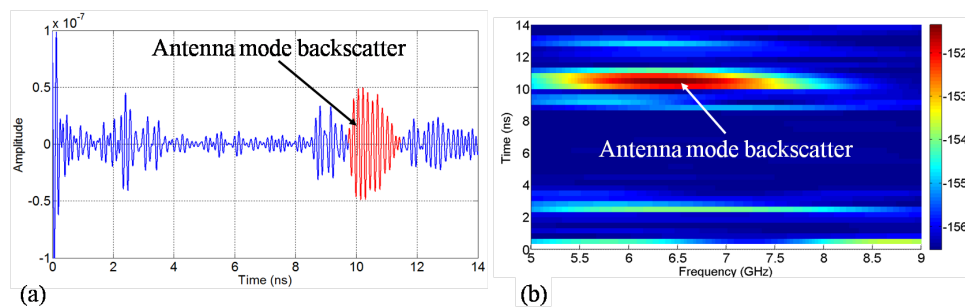 x 10^-7
1
0.5
0
-0.5
-1
Amplitude
Antenna mode backscatter
0 2 4 6 8 10 12 14
Time (ns)
(a)
14
12
10
8
6
4
2
0
Time (ns)
Antenna mode backscatter
5 5.5 6 6.5 7 7.5 8 8.5 9
Frequency (GHz)
(b)
-152
-153
-154
-155
-156